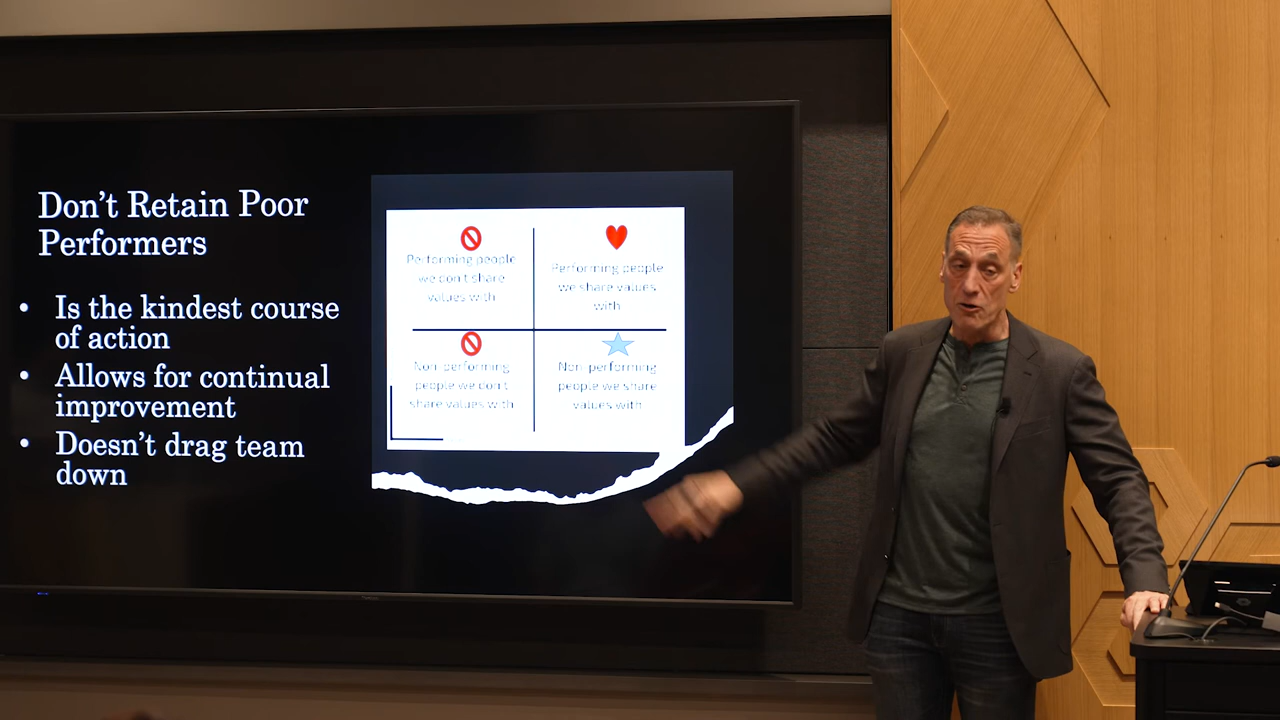 Don't Retain Poor
Performers
• Is the kindest course
of action
• Allows for continual
improvement
• Doesn't drag team
down
Performing people
we don't share
values with
Performing people
we share values
with
Non-performing
people we don't
share values with
Non-performing
people we share
values with